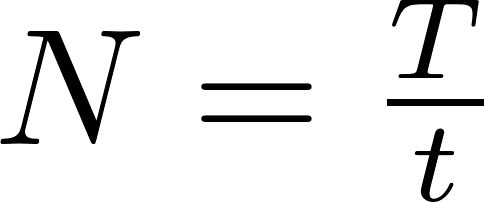 N = T/t